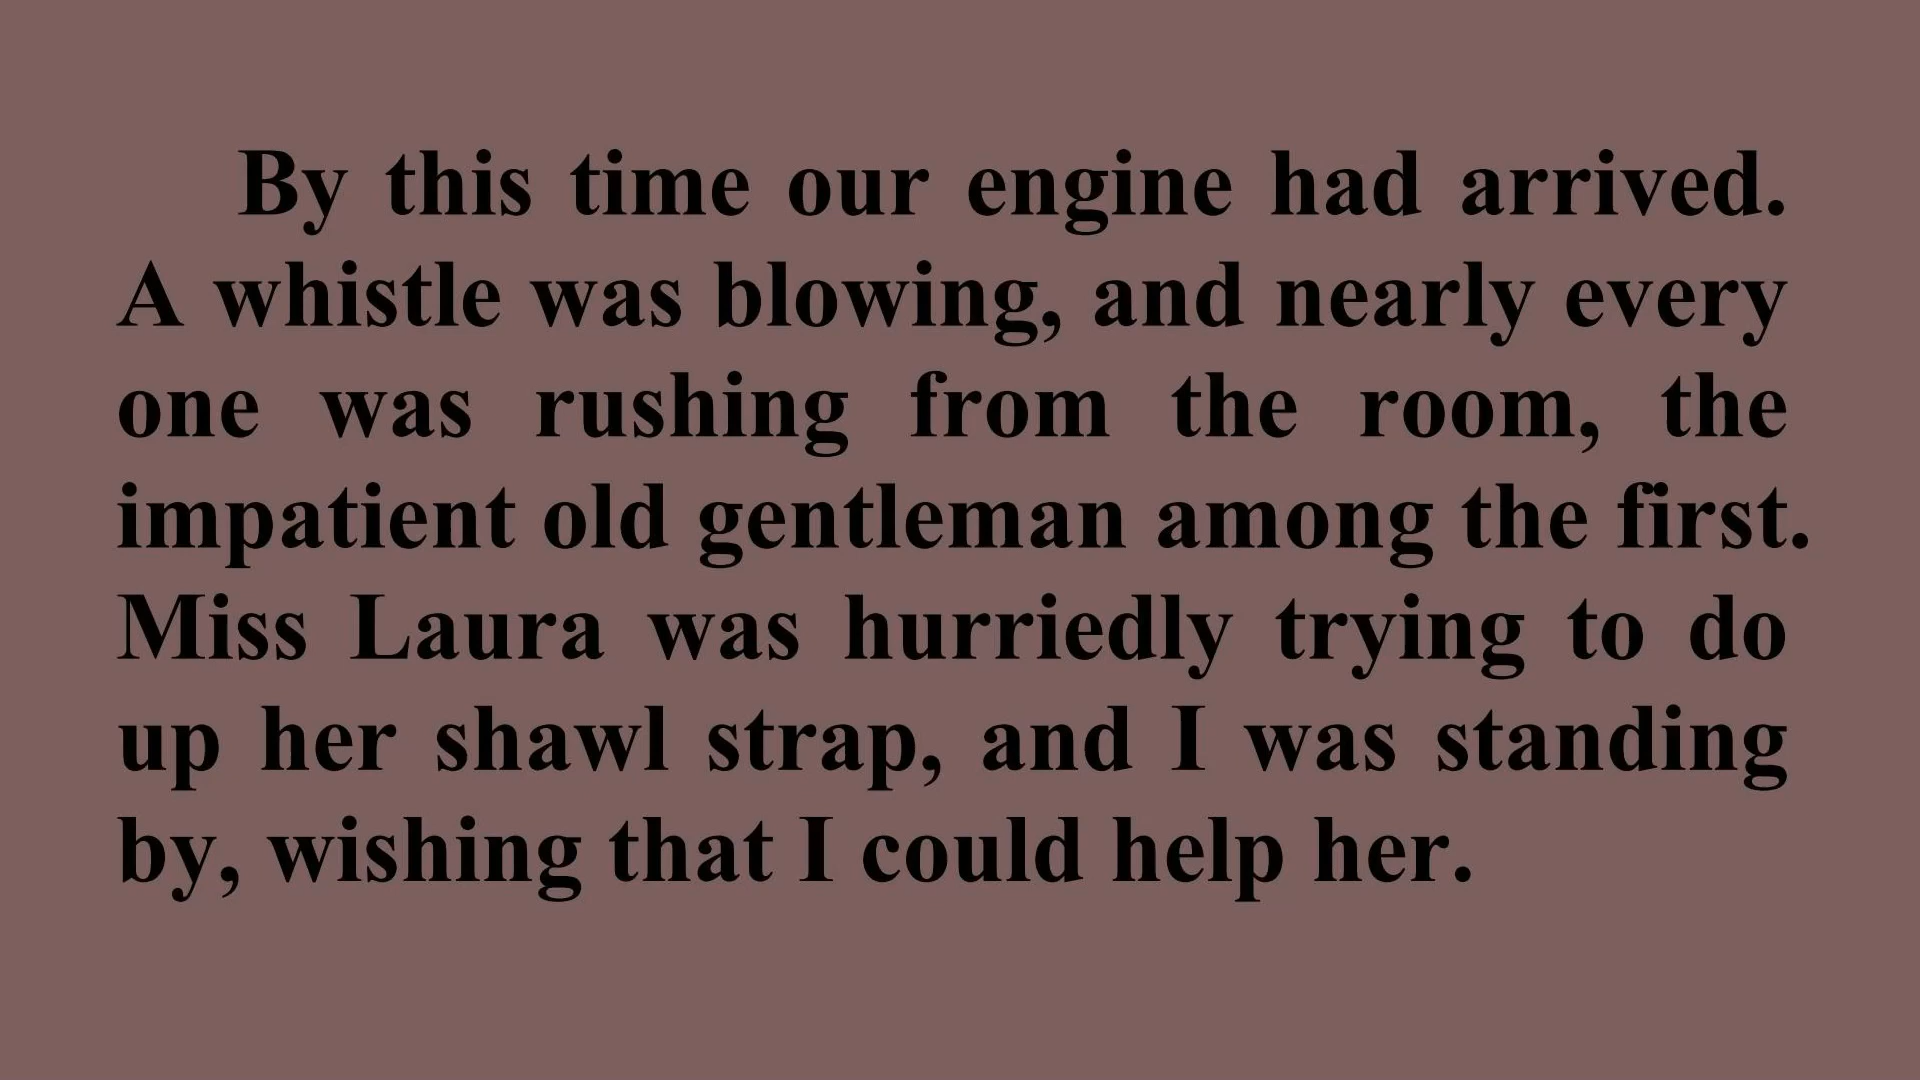 By this time our engine had arrived.
A whistle was blowing, and nearly every
one was rushing from the room, the
impatient old gentleman among the first.
Miss Laura was hurriedly trying to do
up her shawl strap, and I was standing
by, wishing that I could help her.